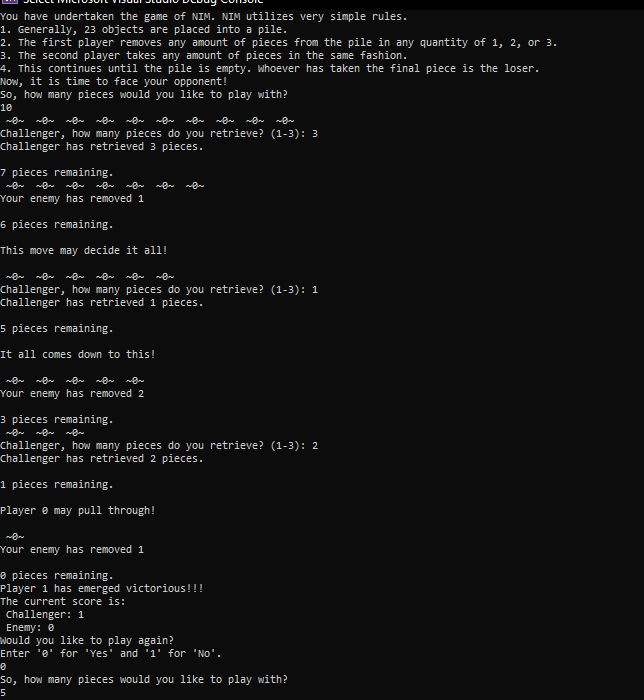 Select Microsoft Visual Studio Debug Console
You have undertaken the game of NIM. NIM utilizes very simple rules.
1. Generally, 23 objects are placed into a pile.
2. The first player removes any amount of pieces from the pile in any quantity of 1, 2, or 3.
3. The second player takes any amount of pieces in the same fashion.
4. This continues until the pile is empty. Whoever has taken the final piece is the loser.
Now, it is time to face your opponent!
So, how many pieces would you like to play with?
10
~0~ ~0~ ~0~ ~0~ ~0~ ~0~ ~0~ ~0~ ~0~ ~0~
Challenger, how many pieces do you retrieve? (1-3): 3
Challenger has retrieved 3 pieces.
7 pieces remaining.
~0~ ~0~ ~0~ ~0~ ~0~ ~0~ ~0~
Your enemy has removed 1
6 pieces remaining.
This move may decide it all!
~0~ ~0~ ~0~ ~0~ ~0~ ~0~
Challenger, how many pieces do you retrieve? (1-3): 1
Challenger has retrieved 1 pieces.
5 pieces remaining.
It all comes down to this!
~0~ ~0~ ~0~ ~0~ ~0~
Your enemy has removed 2
3 pieces remaining.
~0~ ~0~ ~0~
Challenger, how many pieces do you retrieve? (1-3): 2
Challenger has retrieved 2 pieces.
1 pieces remaining.
Player 0 may pull through!
~0~
Your enemy has removed 1
0 pieces remaining.
Player 1 has emerged victorious!!!
The current score is:
Challenger: 1
Enemy: 0
Would you like to play again?
Enter '0' for 'Yes' and '1' for 'No'.
0
So, how many pieces would you like to play with?
5